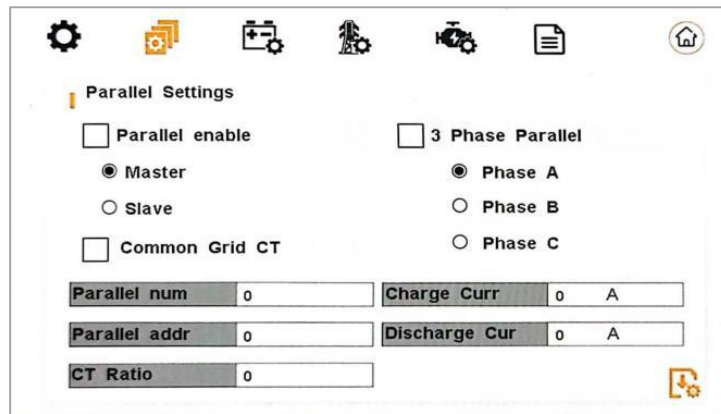 Parallel Settings
Parallel enable
3 Phase Parallel
Master
Phase A
Slave
Phase B
Common Grid CT
Phase C
Parallel num 0
Charge Curr 0 A
Parallel addr 0
Discharge Cur 0 A
CT Ratio 0